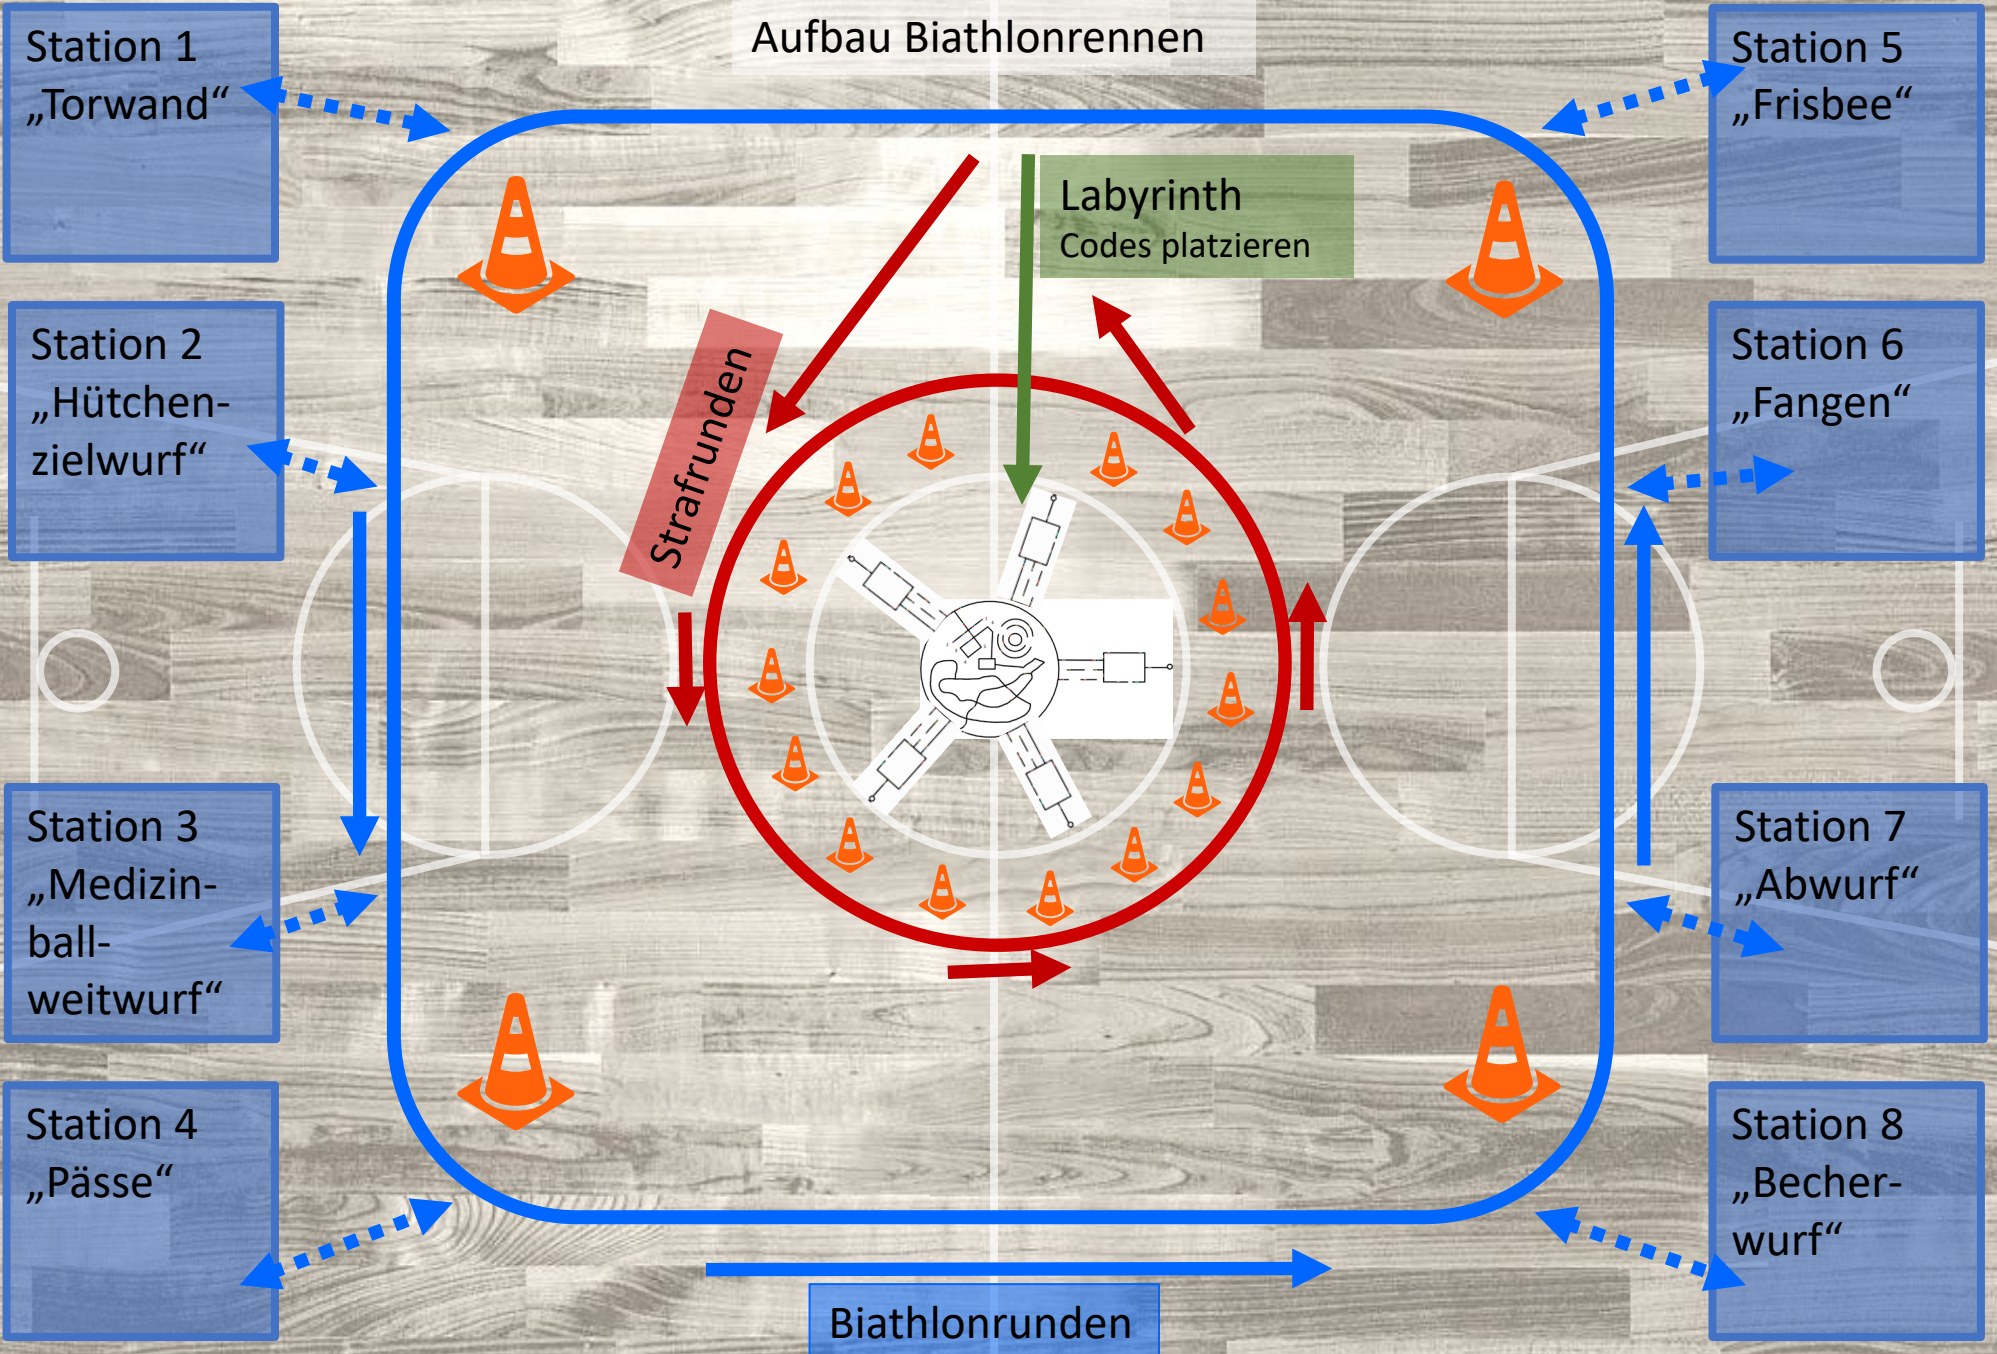 Aufbau Biathlonrennen
Station 1
„Torwand“
Station 2
„Hütchen-
zielwurf“
Station 3
„Medizin-
ball-
weitwurf“
Station 4
„Pässe“
Strafrunden
Labyrinth
Codes platzieren
Station 5
„Frisbee“
Station 6
„Fangen“
Station 7
„Abwurf“
Station 8
„Becher-
wurf“
Biathlonrunden